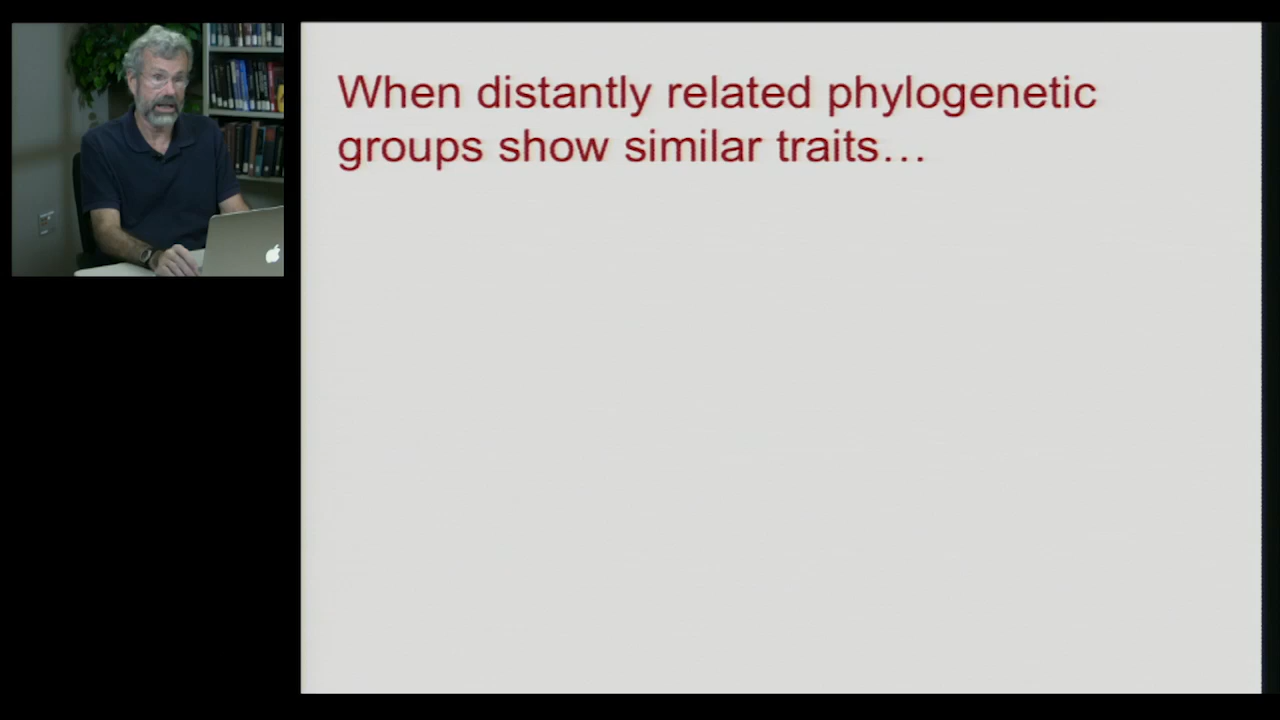 When distantly related phylogenetic
groups show similar traits…